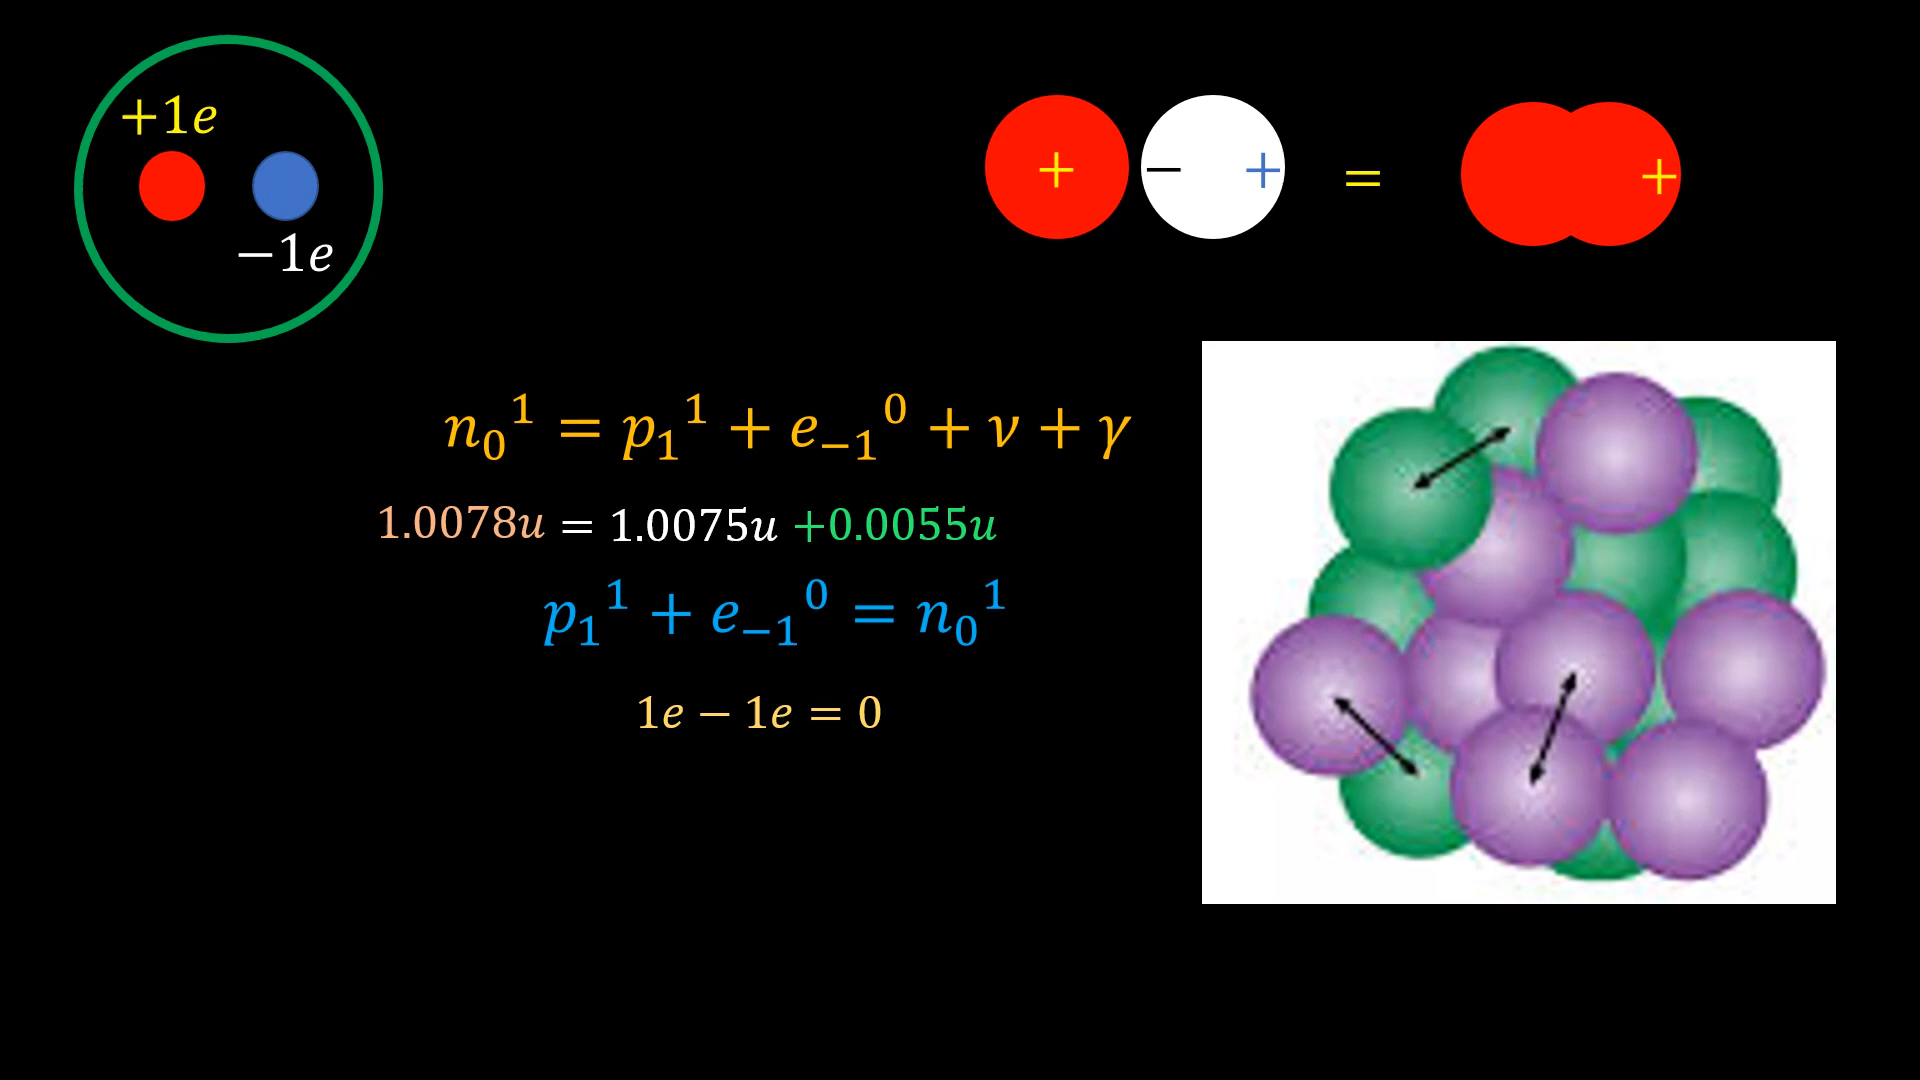 +1e
−1e
+ − + = +
n₀¹ = p₁¹ + e₋₁⁰ + ν + γ
1.0078u = 1.0075u +0.0055u
p₁¹ + e₋₁⁰ = n₀¹
1e − 1e = 0